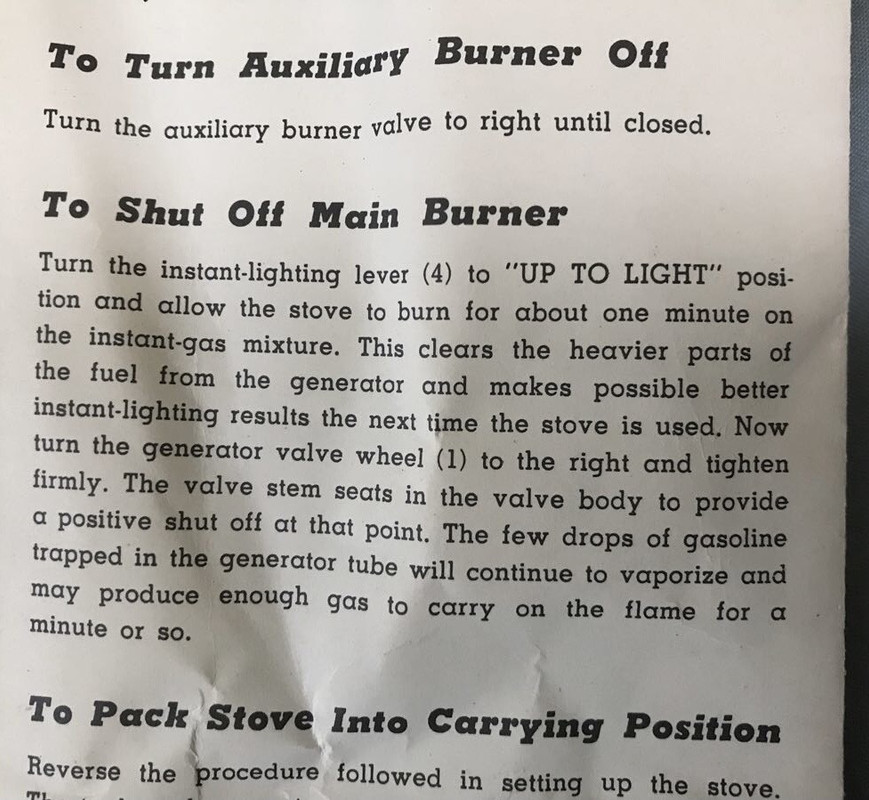 To Turn Auxiliary Burner Off
Turn the auxiliary burner valve to right until closed.
To Shut Off Main Burner
Turn the instant-lighting lever (4) to "UP TO LIGHT" posi-
tion and allow the stove to burn for about one minute on
the instant-gas mixture. This clears the heavier parts of
the fuel from the generator and makes possible better
instant-lighting results the next time the stove is used. Now
turn the generator valve wheel (1) to the right and tighten
firmly. The valve stem seats in the valve body to provide
a positive shut off at that point. The few drops of gasoline
trapped in the generator tube will continue to vaporize and
may produce enough gas to carry on the flame for a
minute or so.
To Pack Stove Into Carrying Position
Reverse the procedure followed in setting up the stove.